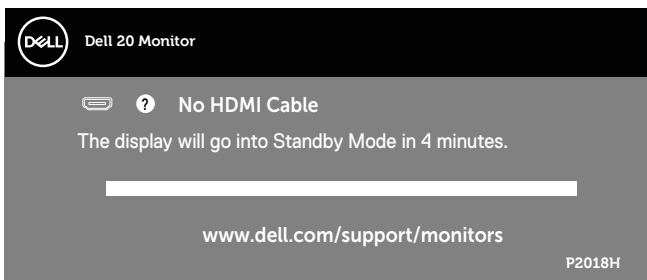 DELL
Dell 20 Monitor
? No HDMI Cable
The display will go into Standby Mode in 4 minutes.
www.dell.com/support/monitors
P2018H